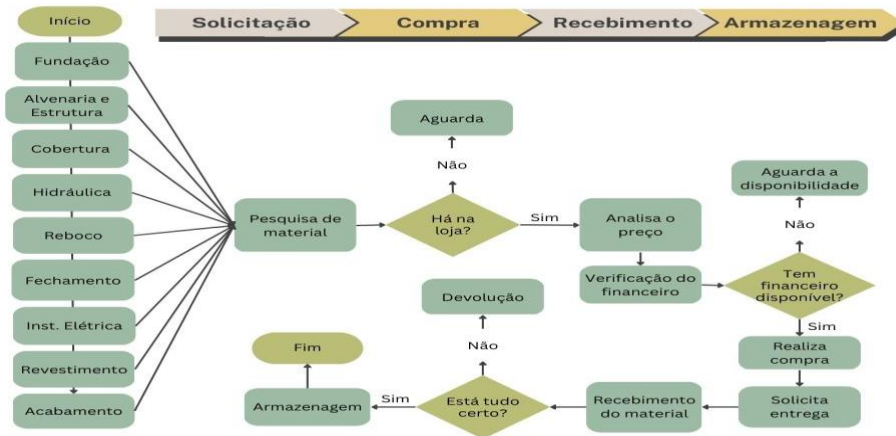 Início
Solicitação
Compra
Recebimento
Armazenagem
Fundação
Alvenaria e
Estrutura
Cobertura
Hidráulica
Reboco
Fechamento
Inst. Elétrica
Revestimento
Acabamento
Pesquisa de
material
Aguarda
Não
Há na
loja?
Sim
Analisa o
preço
Verificação do
financeiro
Aguarda a
disponibilidade
Não
Tem
financeiro
disponível?
Sim
Realiza
compra
Solicita
entrega
Recebimento
do material
Devolução
Não
Está tudo
certo?
Sim
Armazenagem
Fim